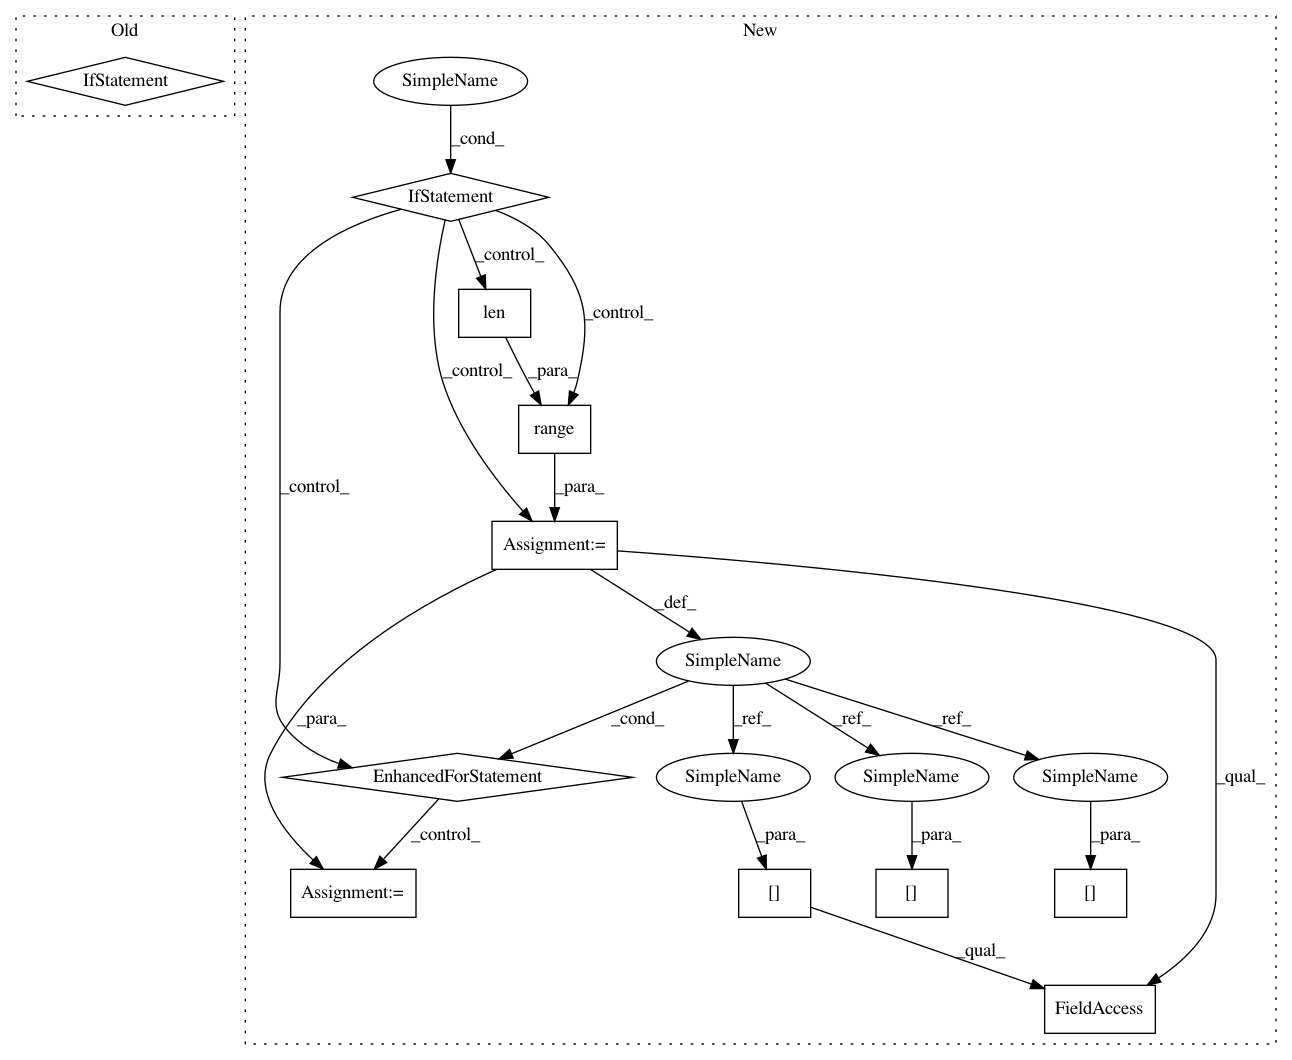 Old
New
IfStatement
SimpleName
_cond_
IfStatement
_control_
len
_control_
_control_
_para_
range
_control_
_para_
Assignment:=
_def_
SimpleName
_para_
_cond_
_ref_
_ref_
_ref_
EnhancedForStatement
SimpleName
SimpleName
SimpleName
_qual_
_control_
_para_
_para_
_para_
Assignment:=
[]
[]
[]
_qual_
FieldAccess